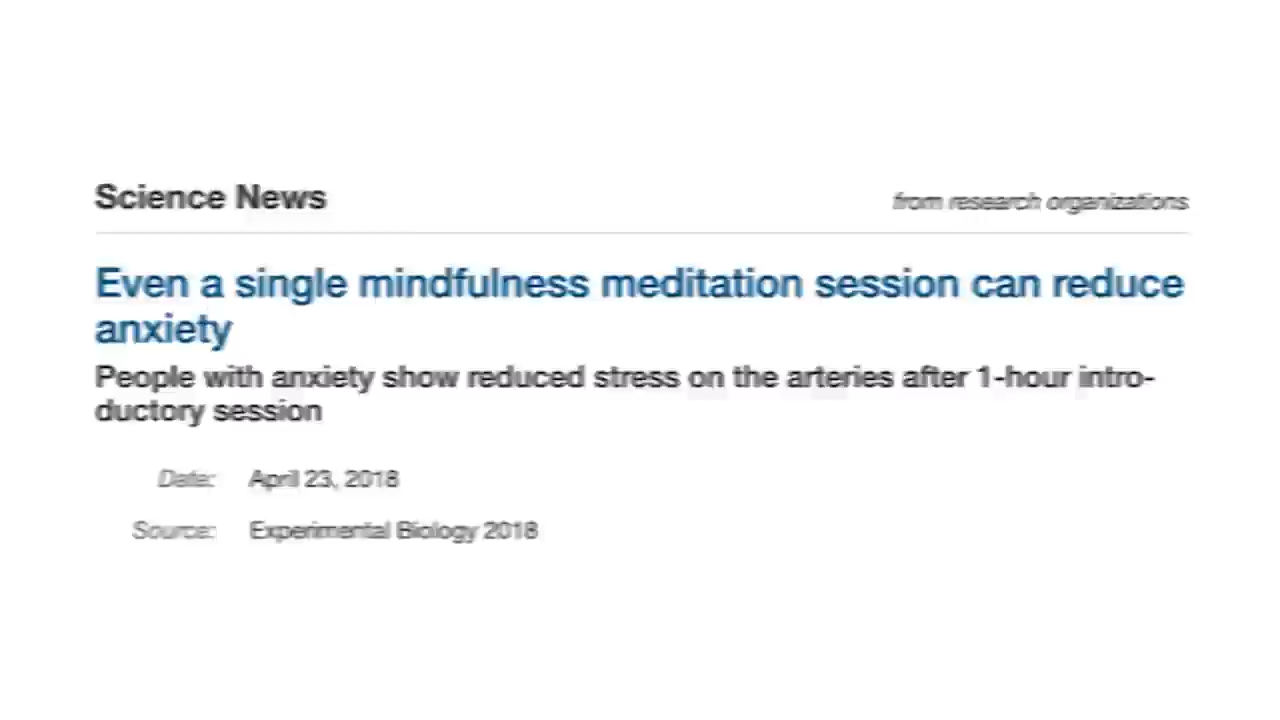 Science News
from research organizations
Even a single mindfulness meditation session can reduce
anxiety
People with anxiety show reduced stress on the arteries after 1-hour intro-
ductory session
Date: April 23, 2018
Source: Experimental Biology 2018